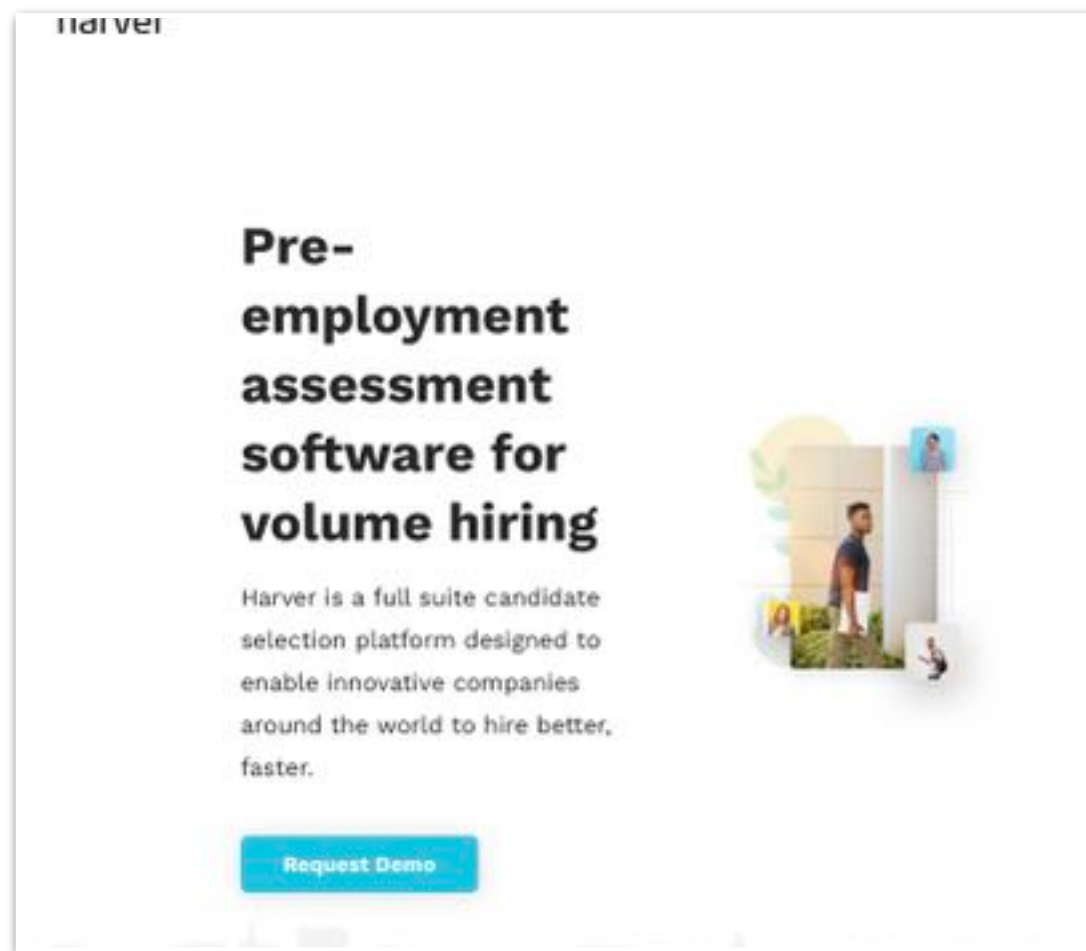 harver
Pre-
employment
assessment
software for
volume hiring
Harver is a full suite candidate
selection platform designed to
enable innovative companies
around the world to hire better,
faster.
Request Demo